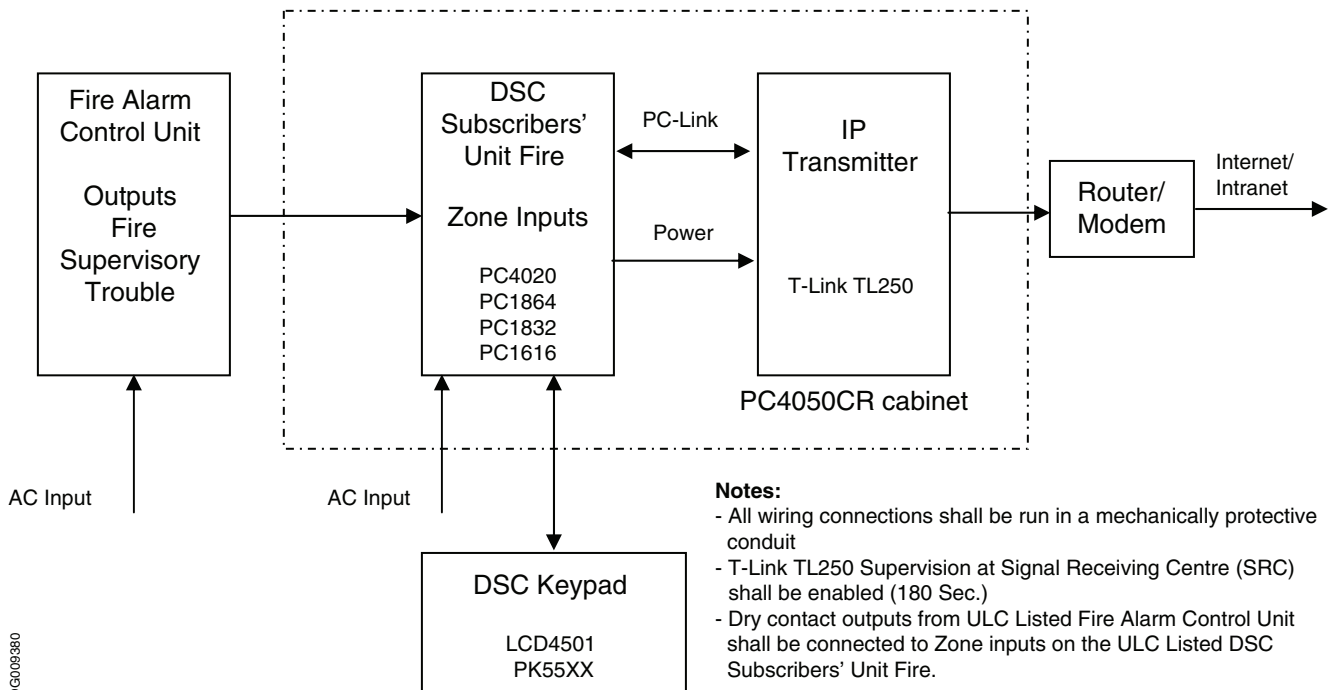 Fire Alarm
Control Unit
Outputs
Fire
Supervisory
Trouble
AC Input
DSC
Subscribers'
Unit Fire
Zone Inputs
PC4020
PC1864
PC1832
PC1616
AC Input
PC-Link
Power
IP
Transmitter
T-Link TL250
PC4050CR cabinet
Router/
Modem
Internet/
Intranet
DSC Keypad
LCD4501
PK55XX
Notes:
- All wiring connections shall be run in a mechanically protective
conduit
- T-Link TL250 Supervision at Signal Receiving Centre (SRC)
shall be enabled (180 Sec.)
- Dry contact outputs from ULC Listed Fire Alarm Control Unit
shall be connected to Zone inputs on the ULC Listed DSC
Subscribers' Unit Fire.